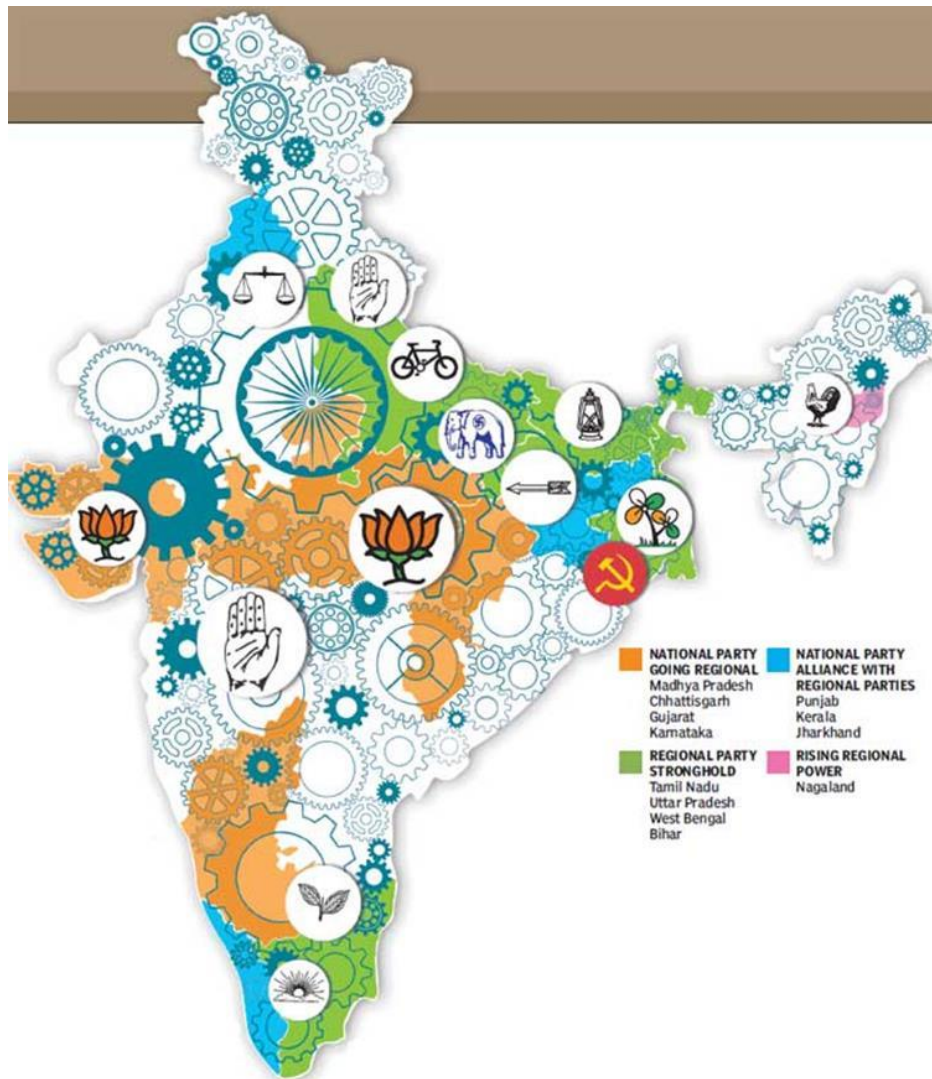 NATIONAL PARTY
GOING REGIONAL
Madhya Pradesh
Chhattisgarh
Gujarat
Karnataka
NATIONAL PARTY
ALLIANCE WITH
REGIONAL PARTIES
Punjab
Kerala
Jharkhand
REGIONAL PARTY
STRONGHOLD
Tamil Nadu
Uttar Pradesh
West Bengal
Bihar
RISING REGIONAL
POWER
Nagaland